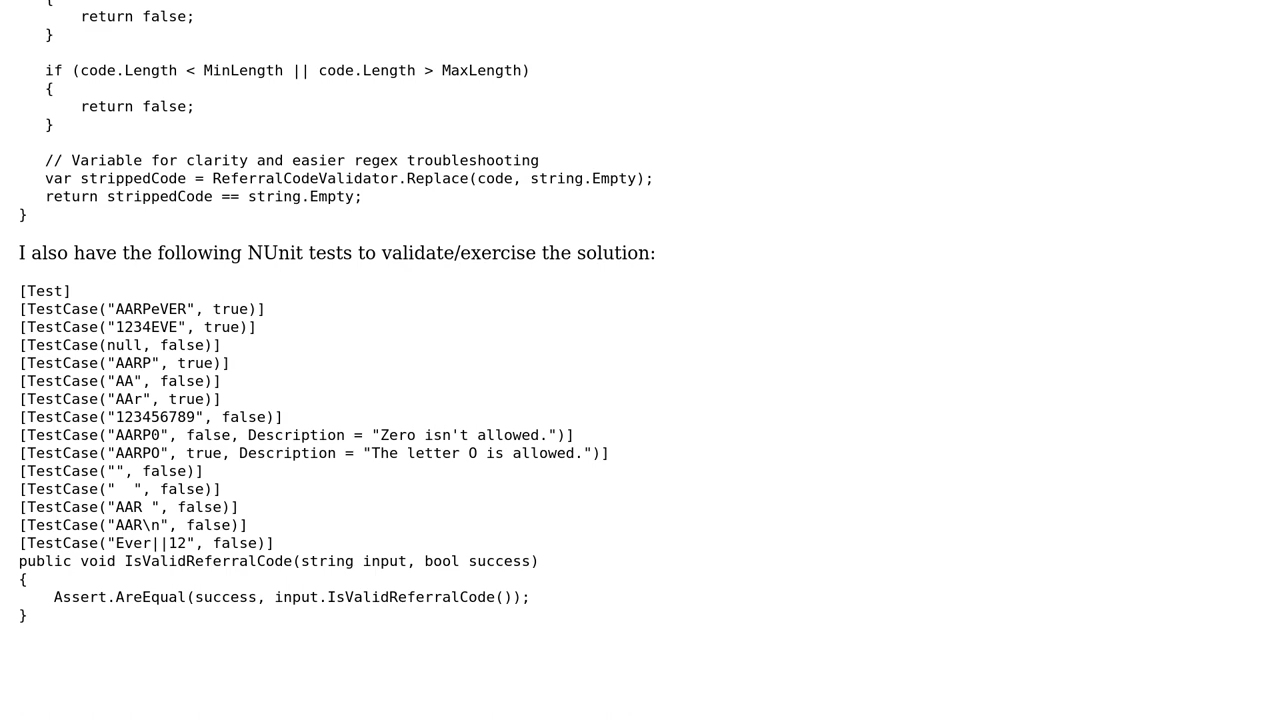 {
return false;
}
if (code.Length < MinLength || code.Length > MaxLength)
{
return false;
}
// Variable for clarity and easier regex troubleshooting
var strippedCode = ReferralCodeValidator.Replace(code, string.Empty);
return strippedCode == string.Empty;
}
I also have the following NUnit tests to validate/exercise the solution:
[Test]
[TestCase("AARPeVER", true)]
[TestCase("1234EVE", true)]
[TestCase(null, false)]
[TestCase("AARP", true)]
[TestCase("AA", false)]
[TestCase("AAr", true)]
[TestCase("123456789", false)]
[TestCase("AARP0", false, Description = "Zero isn't allowed.")]
[TestCase("AARPO", true, Description = "The letter O is allowed.")]
[TestCase("", false)]
[TestCase("  ", false)]
[TestCase("AAR ", false)]
[TestCase("AAR\n", false)]
[TestCase("Ever||12", false)]
public void IsValidReferralCode(string input, bool success)
{
Assert.AreEqual(success, input.IsValidReferralCode());
}